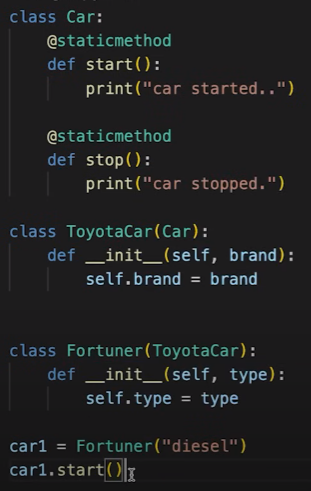 class Car:
    @staticmethod
    def start():
        print("car started..")
    @staticmethod
    def stop():
        print("car stopped.")
class ToyotaCar(Car):
    def __init__(self, brand):
        self.brand = brand
class Fortuner(ToyotaCar):
    def __init__(self, type):
        self.type = type
car1 = Fortuner("diesel")
car1.start()